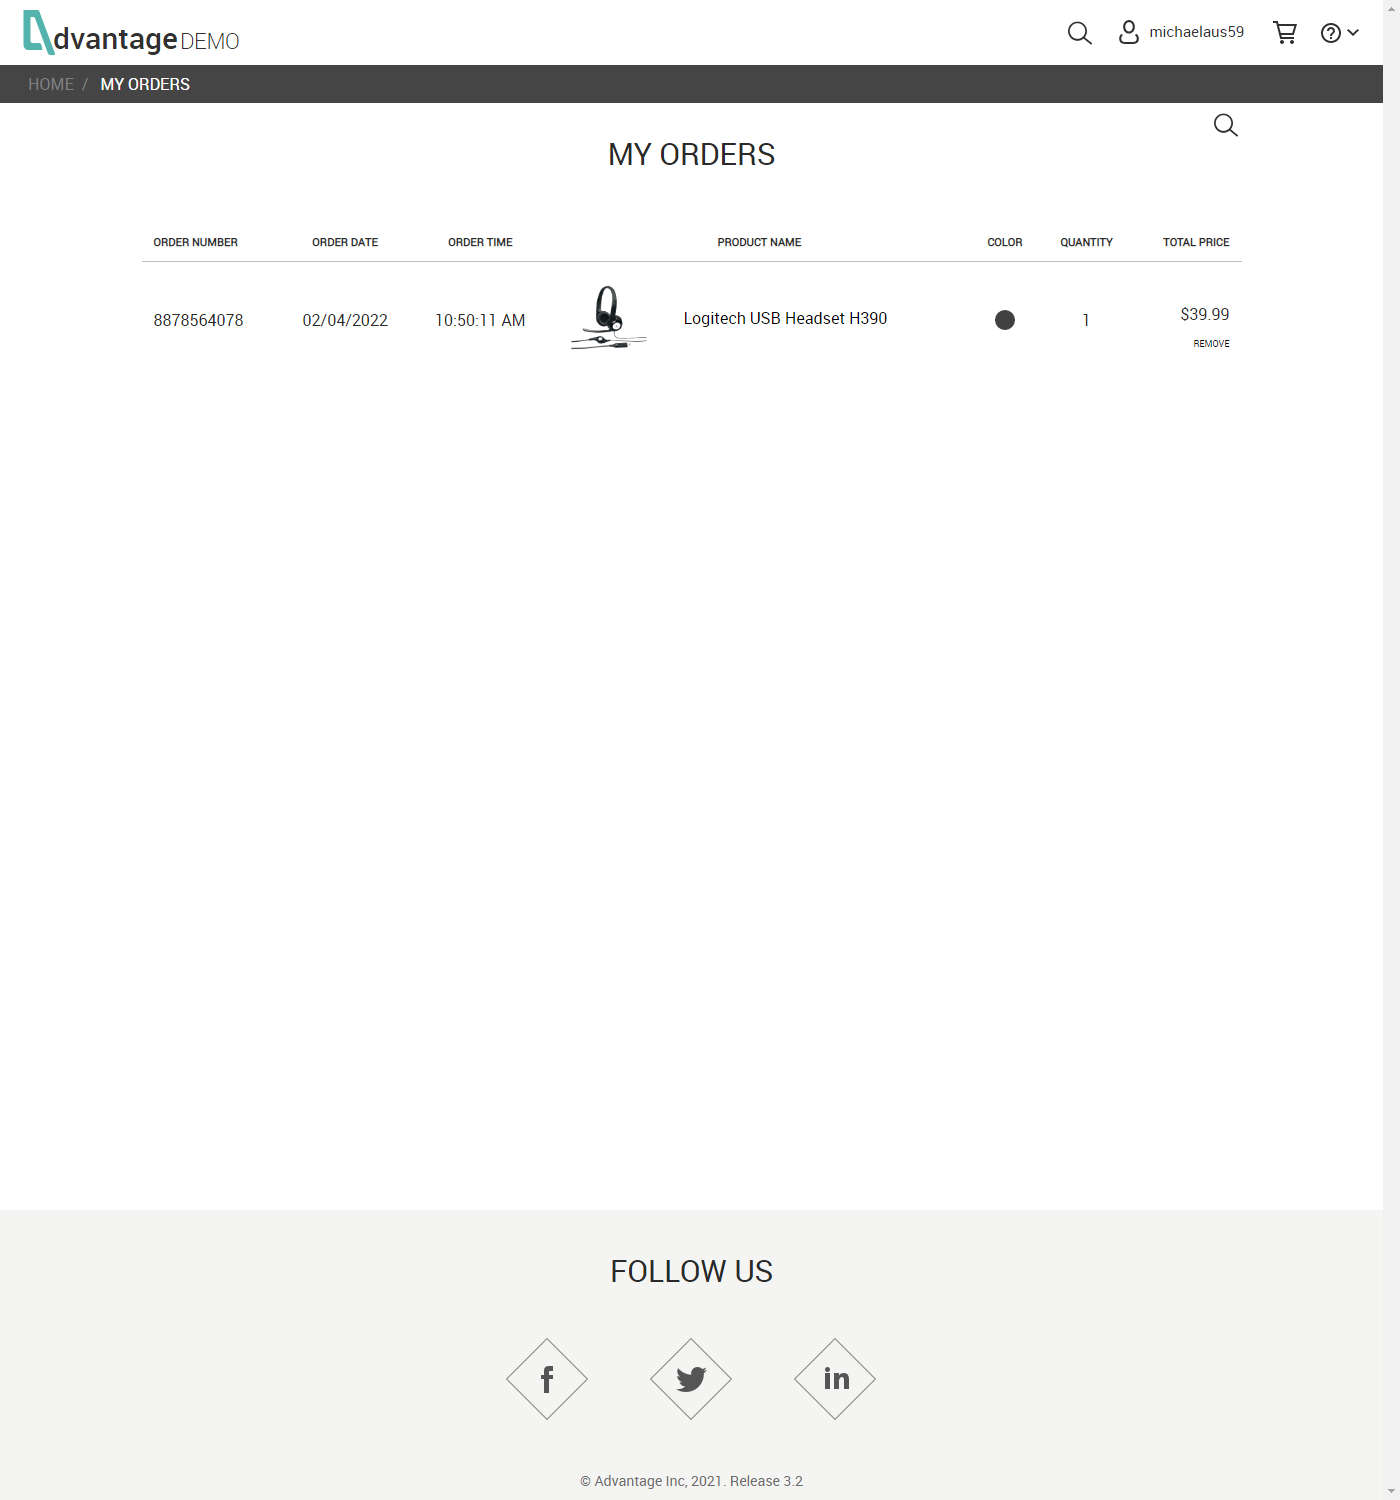 dvantage DEMO
michaelaus59
HOME / MY ORDERS
MY ORDERS
ORDER NUMBER ORDER DATE ORDER TIME PRODUCT NAME COLOR QUANTITY TOTAL PRICE
8878564078 02/04/2022 10:50:11 AM Logitech USB Headset H390 1 $39.99
REMOVE
FOLLOW US
f
in
© Advantage Inc, 2021. Release 3.2